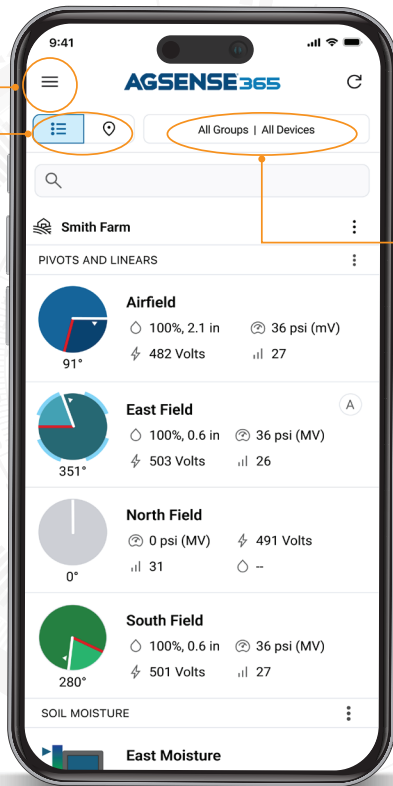 9:41
AGSENSE 365
All Groups | All Devices
Smith Farm
PIVOTS AND LINEARS
Airfield
100%, 2.1 in 36 psi (mV)
482 Volts 27
91°
East Field
A
100%, 0.6 in 36 psi (MV)
503 Volts 26
351°
North Field
0 psi (MV) 491 Volts
31 --
0°
South Field
100%, 0.6 in 36 psi (MV)
501 Volts 27
280°
SOIL MOISTURE
East Moisture